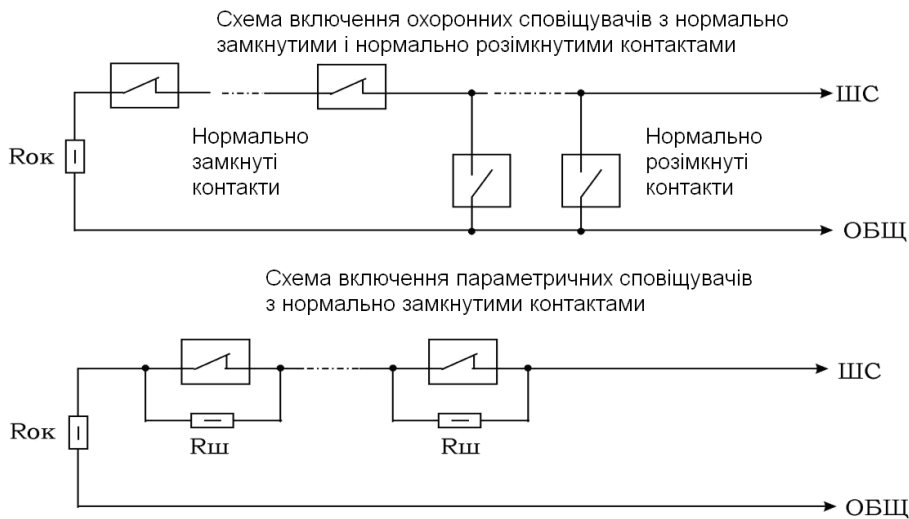 Схема включення охоронних сповіщувачів з нормально
замкнутими і нормально розімкнутими контактами
ШС
Нормально
замкнуті
контакти
Нормально
розімкнуті
контакти
Rок
ОБЩ
Схема включення параметричних сповіщувачів
з нормально замкнутими контактами
ШС
Rок
Rш
Rш
ОБЩ